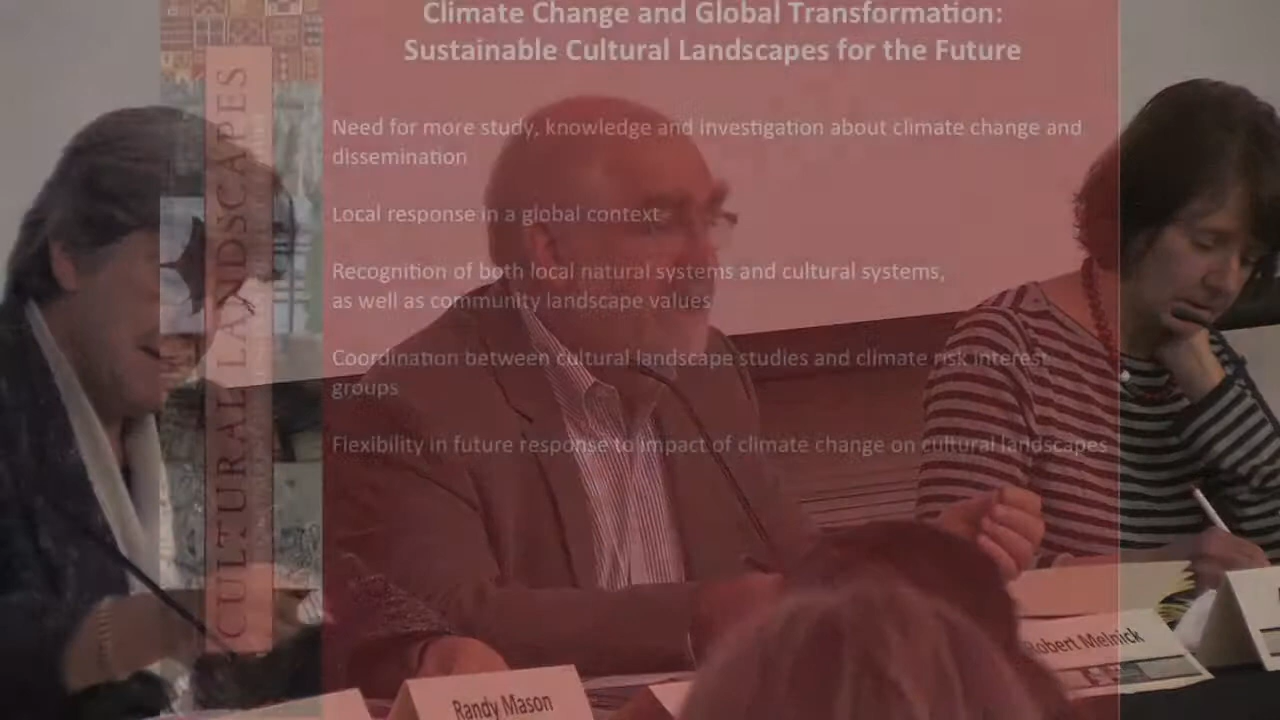 Climate Change and Global Transformation:
Sustainable Cultural Landscapes for the Future
CULTURAL LANDSCAPES
Need for more study, knowledge and investigation about climate change and
dissemination
Local response in a global context
Recognition of both local natural systems and cultural systems,
as well as community landscape values
Coordination between cultural landscape studies and climate risk interest
groups
Flexibility in future response to impact of climate change on cultural landscapes
Robert Melnick
Randy Mason